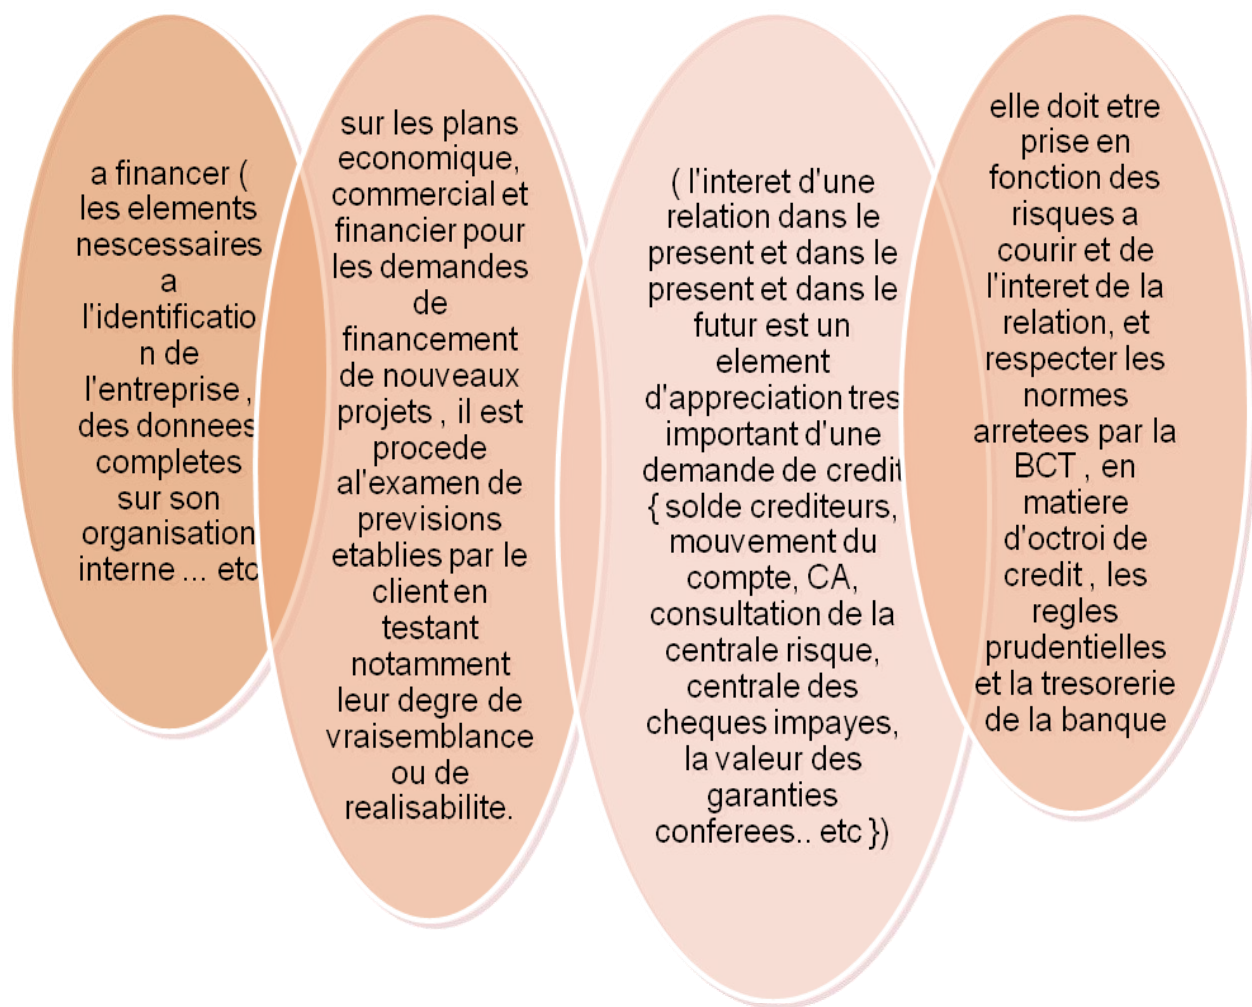 a financer (
les elements
nescessaires
a
l'identificatio
n de
l'entreprise ,
des donnees
completes
sur son
organisation
interne ... etc
sur les plans
economique,
commercial et
financier pour
les demandes
de
financement
de nouveaux
projets , il est
procede
al'examen de
previsions
etablies par le
client en
testant
notamment
leur degre de
vraisemblance
ou de
realisabilite.
( l'interet d'une
relation dans le
present et dans le
present et dans le
futur est un
element
d'appreciation tres
important d'une
demande de credit
{ solde crediteurs,
mouvement du
compte, CA,
consultation de la
centrale risque,
centrale des
cheques impayes,
la valeur des
garanties
conferees.. etc })
elle doit etre
prise en
fonction des
risques a
courir et de
l'interet de la
relation, et
respecter les
normes
arretees par la
BCT , en
matiere
d'octroi de
credit , les
regles
prudentielles
et la tresorerie
de la banque